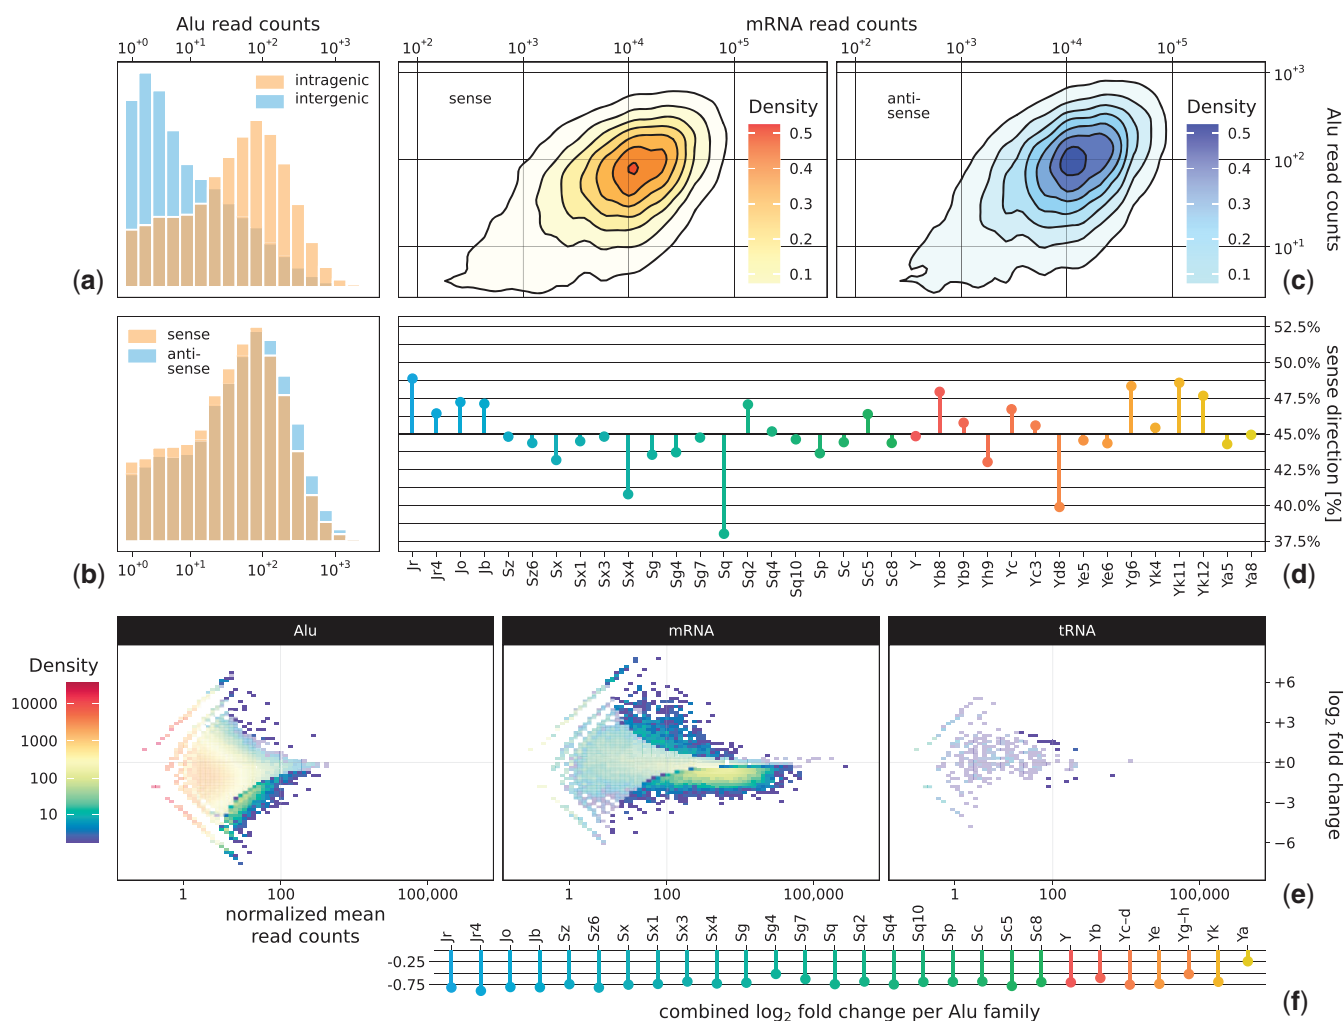 Alu read counts
mRNA read counts
10+0 10+1 10+2 10+3
10+2 10+3 10+4 10+5
10+2 10+3 10+4 10+5
intragenic
intergenic
sense
Density
0.5
0.4
0.3
0.2
0.1
anti-
sense
Density
0.5
0.4
0.3
0.2
0.1
10+3
10+2
10+1
Alu read counts
(a)
(c)
sense
anti-
sense
10+0 10+1 10+2 10+3
(b)
52.5%
50.0%
47.5%
45.0%
42.5%
40.0%
37.5%
sense direction [%]
Jr Jr4 Jo Jb Sz Sz6 Sx Sx1 Sx3 Sx4 Sg Sg4 Sg7 Sq Sq2 Sq4 Sq10 Sp Sc Sc5 Sc8 Y Yb8 Yb9 Yh9 Yc Yc3 Yd8 Ye5 Ye6 Yg6 Yk4 Yk11 Yk12 Ya5 Ya8
(d)
Alu
mRNA
tRNA
Density
10000
1000
100
10
+6
+3
±0
−3
−6
log2 fold change
1 100 100,000
1 100 100,000
1 100 100,000
(e)
normalized mean
read counts
Jr Jr4 Jo Jb Sz Sz6 Sx Sx1 Sx3 Sx4 Sg Sg4 Sg7 Sq Sq2 Sq4 Sq10 Sp Sc Sc5 Sc8 Y Yb Yc–d Ye Yg–h Yk Ya
-0.25
-0.75
(f)
combined log2 fold change per Alu family